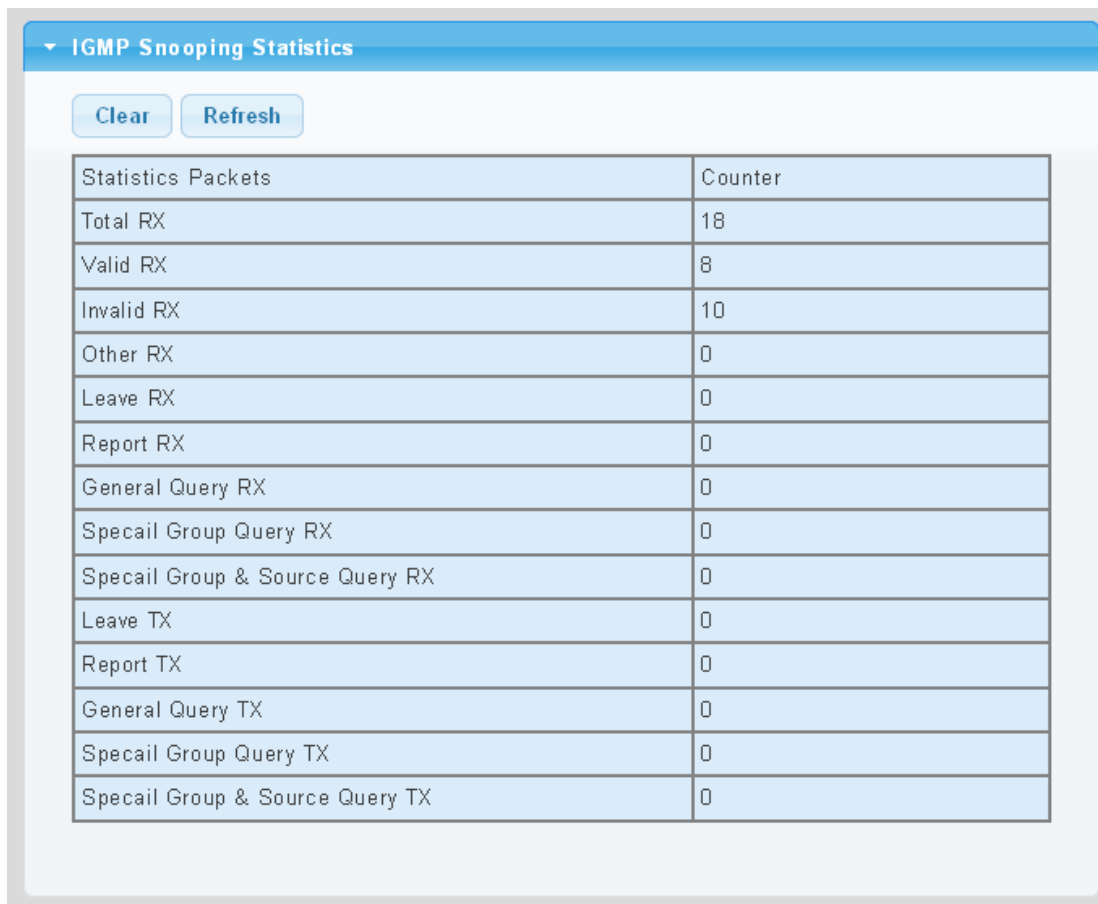 IGMP Snooping Statistics
Clear Refresh
Statistics Packets Counter
Total RX 18
Valid RX 8
Invalid RX 10
Other RX 0
Leave RX 0
Report RX 0
General Query RX 0
Specail Group Query RX 0
Specail Group & Source Query RX 0
Leave TX 0
Report TX 0
General Query TX 0
Specail Group Query TX 0
Specail Group & Source Query TX 0